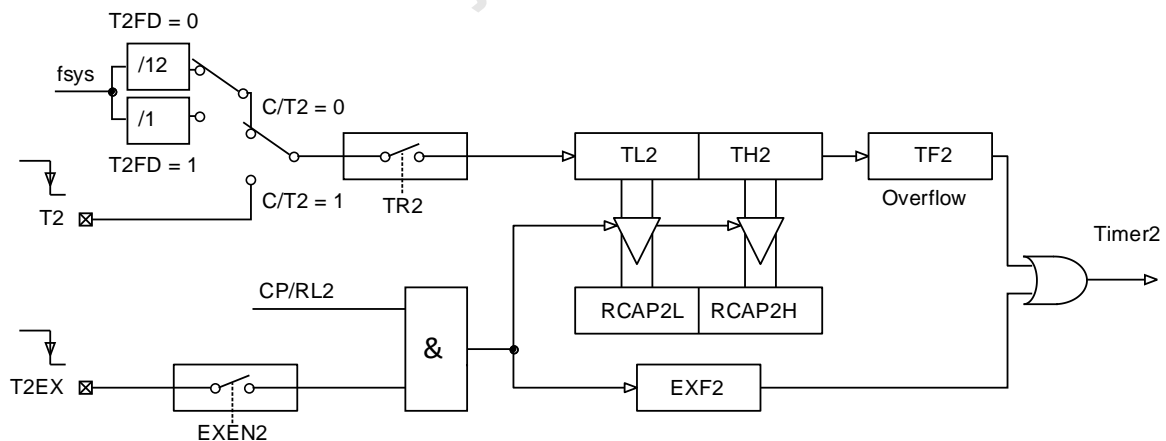 T2FD = 0
/12
fsys
C/T2 = 0
/1
T2FD = 1
TL2
TH2
TF2
T2
C/T2 = 1
TR2
Overflow
Timer2
CP/RL2
RCAP2L
RCAP2H
&
T2EX
EXF2
EXEN2